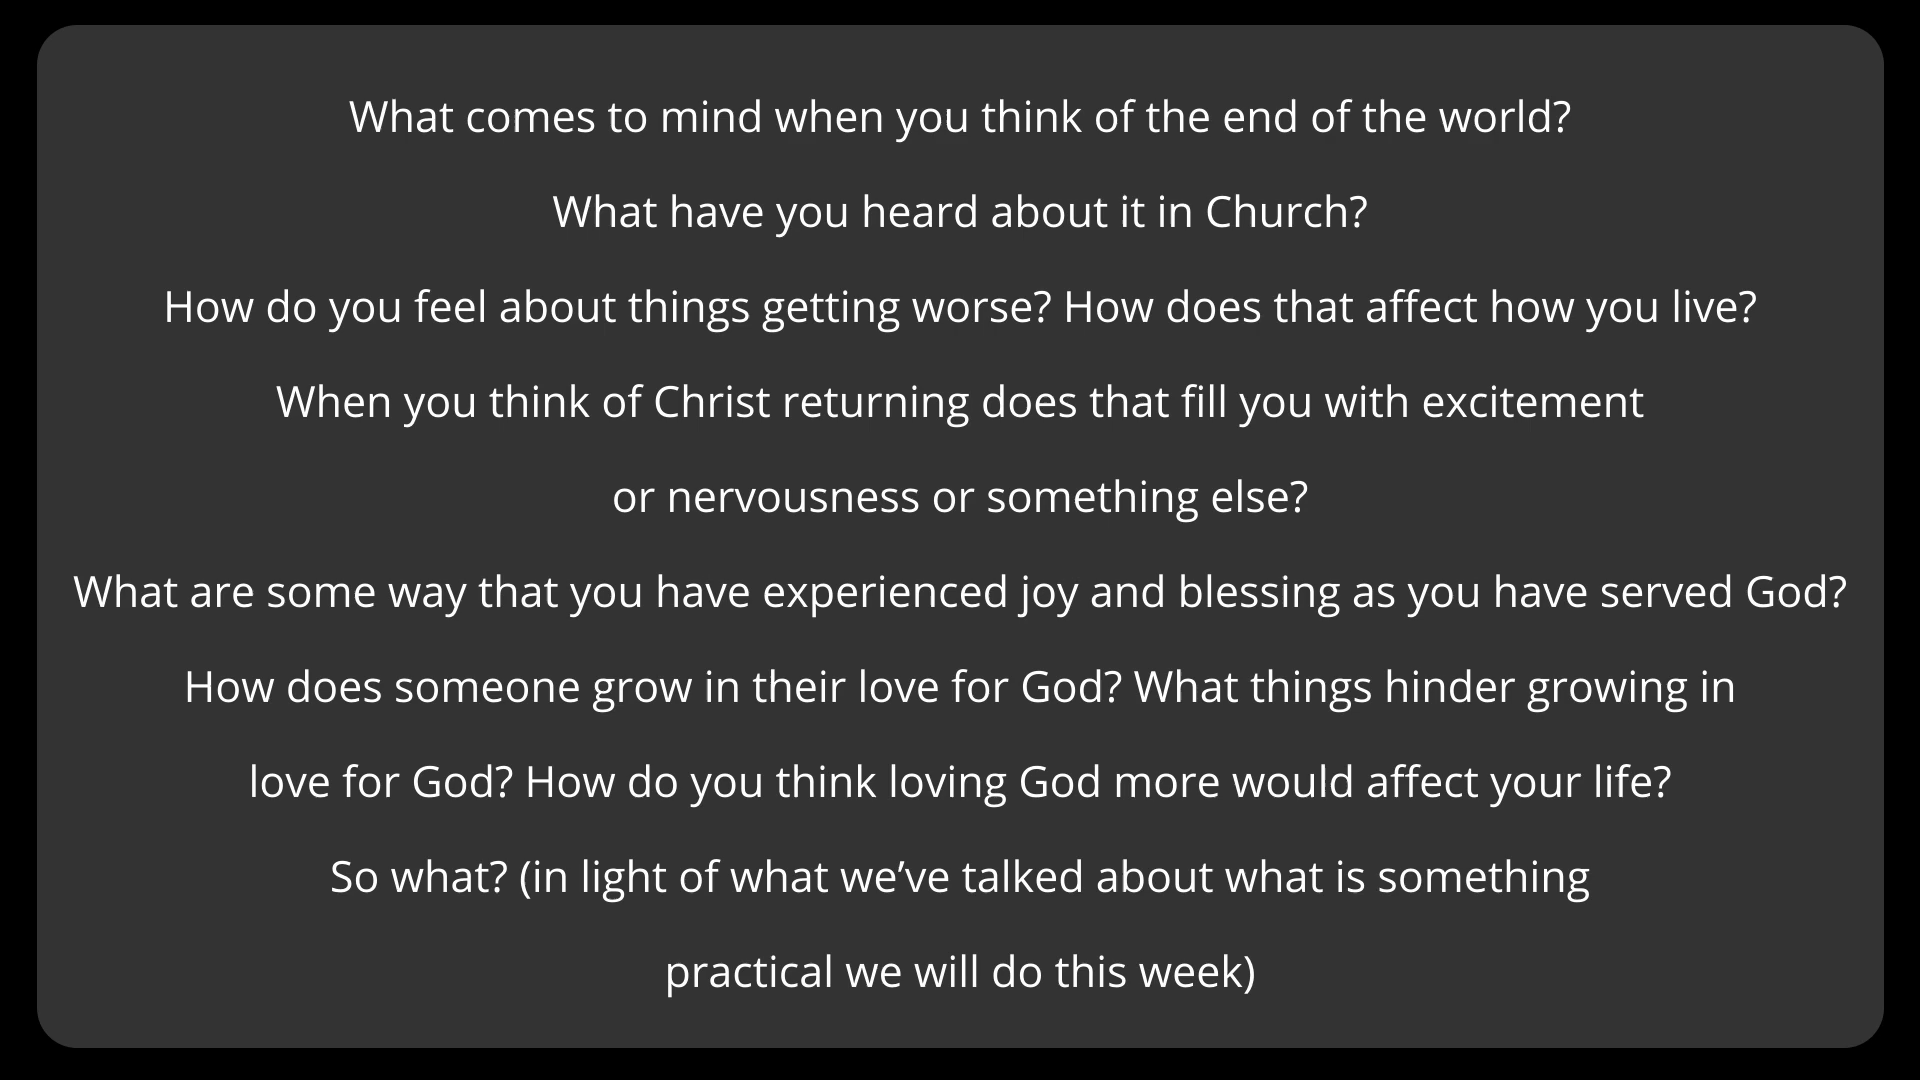 What comes to mind when you think of the end of the world?
What have you heard about it in Church?
How do you feel about things getting worse? How does that affect how you live?
When you think of Christ returning does that fill you with excitement
or nervousness or something else?
What are some way that you have experienced joy and blessing as you have served God?
How does someone grow in their love for God? What things hinder growing in
love for God? How do you think loving God more would affect your life?
So what? (in light of what we’ve talked about what is something
practical we will do this week)